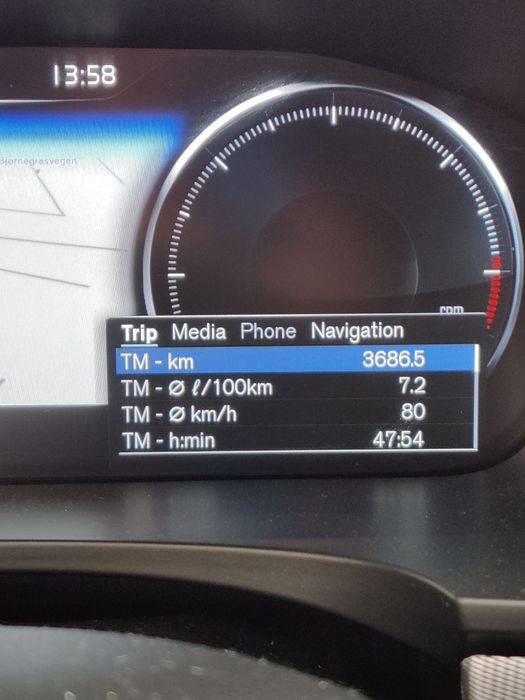 13:58
Bjørnegrasvegen
rpm
Trip Media Phone Navigation
TM - km 3686.5
TM - Ø ℓ/100km 7.2
TM - Ø km/h 80
TM - h:min 47:54